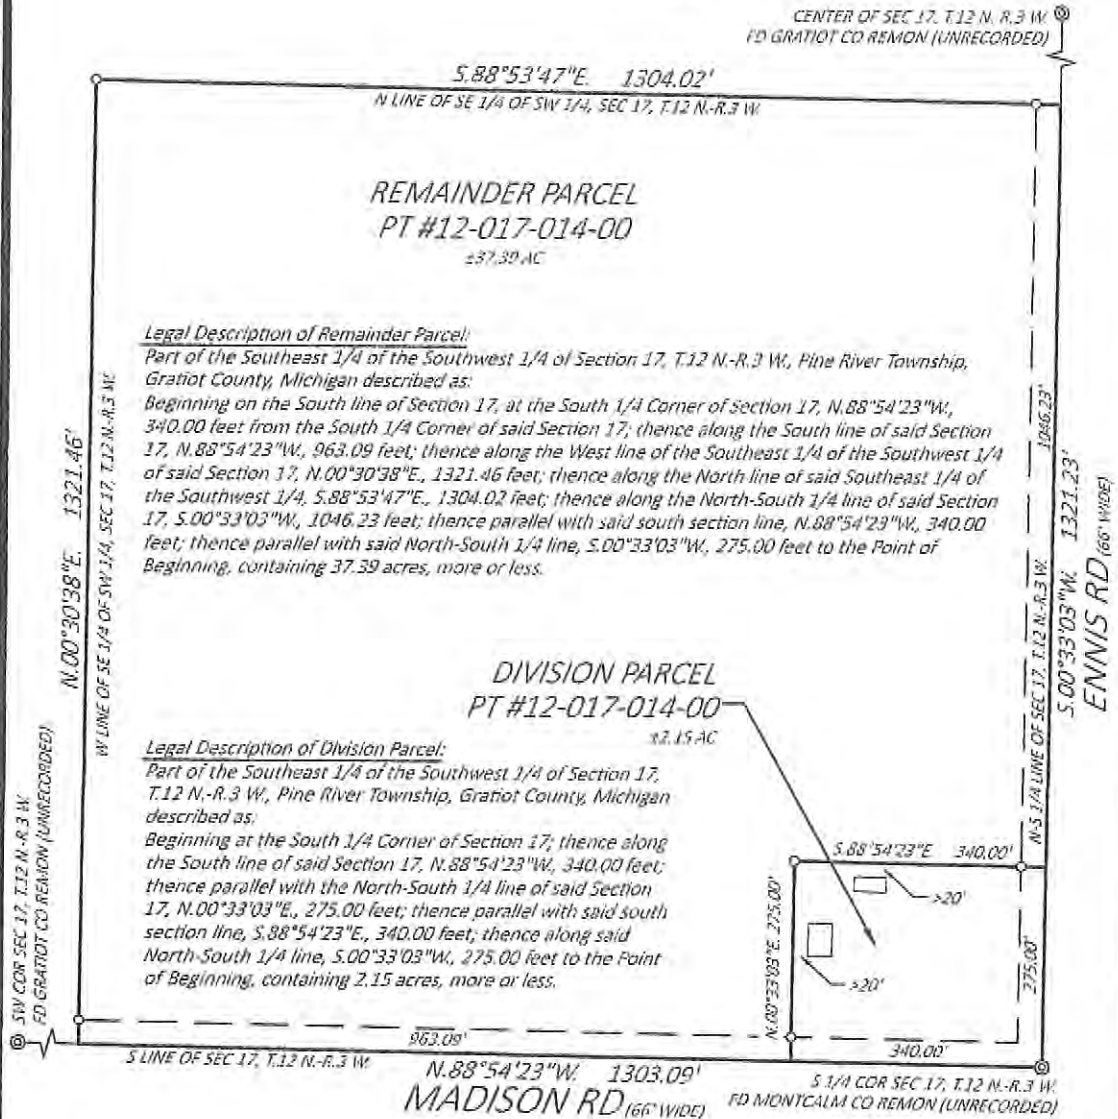 CENTER OF SEC 17, T.12 N. R.3 W.
FD GRATIOT CO REMON (UNRECORDED)
S.88°53'47"E. 1304.02'
N LINE OF SE 1/4 OF SW 1/4, SEC 17, T.12 N.-R.3 W.
REMAINDER PARCEL
PT #12-017-014-00
±37.39 AC
Legal Description of Remainder Parcel:
Part of the Southeast 1/4 of the Southwest 1/4 of Section 17, T.12 N.-R.3 W., Pine River Township,
Gratiot County, Michigan described as:
Beginning on the South line of Section 17, at the South 1/4 Corner of Section 17, N.88°54'23"W.,
340.00 feet from the South 1/4 Corner of said Section 17; thence along the South line of said Section
17, N.88°54'23"W., 963.09 feet; thence along the West line of the Southeast 1/4 of the Southwest 1/4
of said Section 17, N.00°30'38"E., 1321.46 feet; thence along the North line of said Southeast 1/4 of
the Southwest 1/4, S.88°53'47"E., 1304.02 feet; thence along the North-South 1/4 line of said Section
17, S.00°33'03"W., 1046.23 feet; thence parallel with said south section line, N.88°54'23"W., 340.00
feet; thence parallel with said North-South 1/4 line, S.00°33'03"W., 275.00 feet to the Point of
Beginning, containing 37.39 acres, more or less.
N.00°30'38"E. 1321.46'
W LINE OF SE 1/4 OF SW 1/4, SEC 17, T.12 N.-R.3 W.
1046.23'
N-S 1/4 LINE OF SEC 17, T.12 N.-R.3 W.
S.00°33'03"W. 1321.23'
ENNIS RD (66' WIDE)
DIVISION PARCEL
PT #12-017-014-00
±2.15 AC
Legal Description of Division Parcel:
Part of the Southeast 1/4 of the Southwest 1/4 of Section 17,
T.12 N.-R.3 W., Pine River Township, Gratiot County, Michigan
described as:
Beginning at the South 1/4 Corner of Section 17; thence along
the South line of said Section 17, N.88°54'23"W., 340.00 feet;
thence parallel with the North-South 1/4 line of said Section
17, N.00°33'03"E., 275.00 feet; thence parallel with said south
section line, S.88°54'23"E., 340.00 feet; thence along said
North-South 1/4 line, S.00°33'03"W., 275.00 feet to the Point
of Beginning, containing 2.15 acres, more or less.
S.88°54'23"E 340.00'
>20'
>20'
N.00°33'03"E. 275.00'
275.00'
340.00'
SW COR SEC 17, T.12 N.-R.3 W.
FD GRATIOT CO REMON (UNRECORDED)
963.09'
S LINE OF SEC 17, T.12 N.-R.3 W.
N.88°54'23"W. 1303.09'
MADISON RD (66' WIDE)
S 1/4 COR SEC 17, T.12 N.-R.3 W.
FD MONTCALM CO REMON (UNRECORDED)